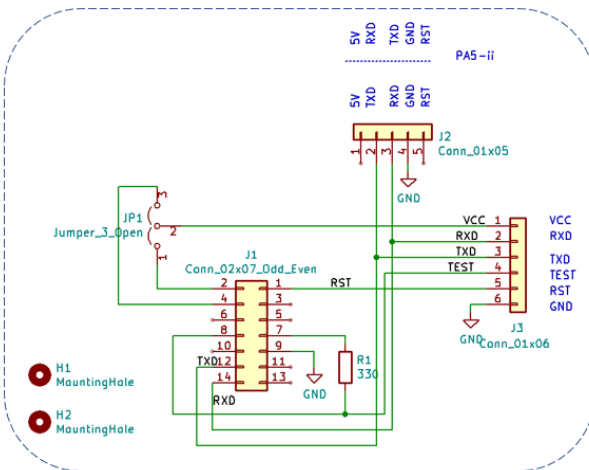 5V RXD TXD GND RST
PA5-ii
5V TXD RXD GND RST
J2
Conn_01x05
1 2 3 4 5
GND
3
JP1
2
Jumper_3_Open
1
VCC 1 VCC
RXD 2 RXD
TXD 3 TXD
TEST 4 TEST
5 RST
6 GND
J1
Conn_02x07_Odd_Even
2 1 RST
4 3
6 5
8 7
10 9
TXD 12 11
14 13
RXD
GND
R1
330
GND
J3
Conn_01x06
H1
MountingHole
H2
MountingHole